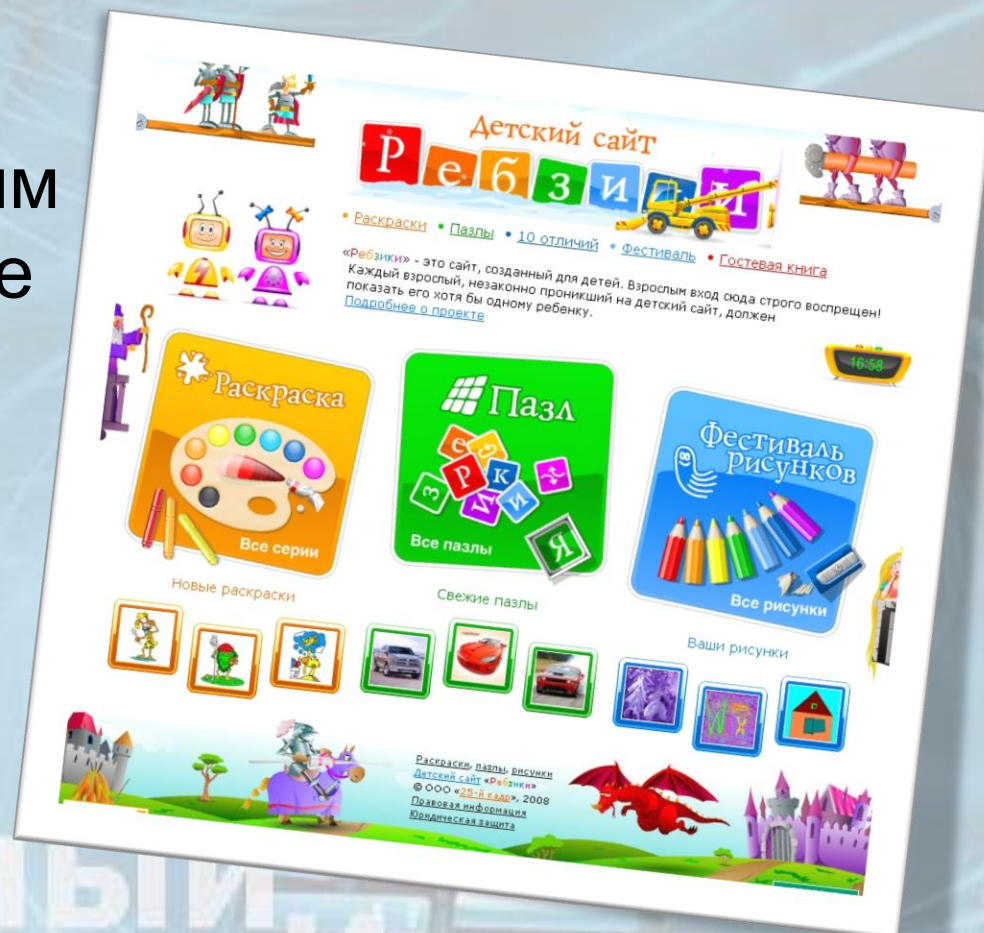 им
е
Детский сайт
Ребзики
• Раскраски • Пазлы • 10 отличий • Фестиваль • Гостевая книга
«Ребзики» - это сайт, созданный для детей. Взрослым вход сюда строго воспрещен!
Каждый взрослый, незаконно проникший на детский сайт, должен
показать его хотя бы одному ребенку.
Подробнее о проекте
16:58
Раскраска
Все серии
Пазл
е З Р К И И Я
Все пазлы
Фестиваль
рисунков
Все рисунки
Новые раскраски
Свежие пазлы
Ваши рисунки
Раскраски, пазлы, рисунки
Детский сайт «Ребзики»
© ООО «25-й кадр», 2008
Правовая информация
Юридическая защита
ный